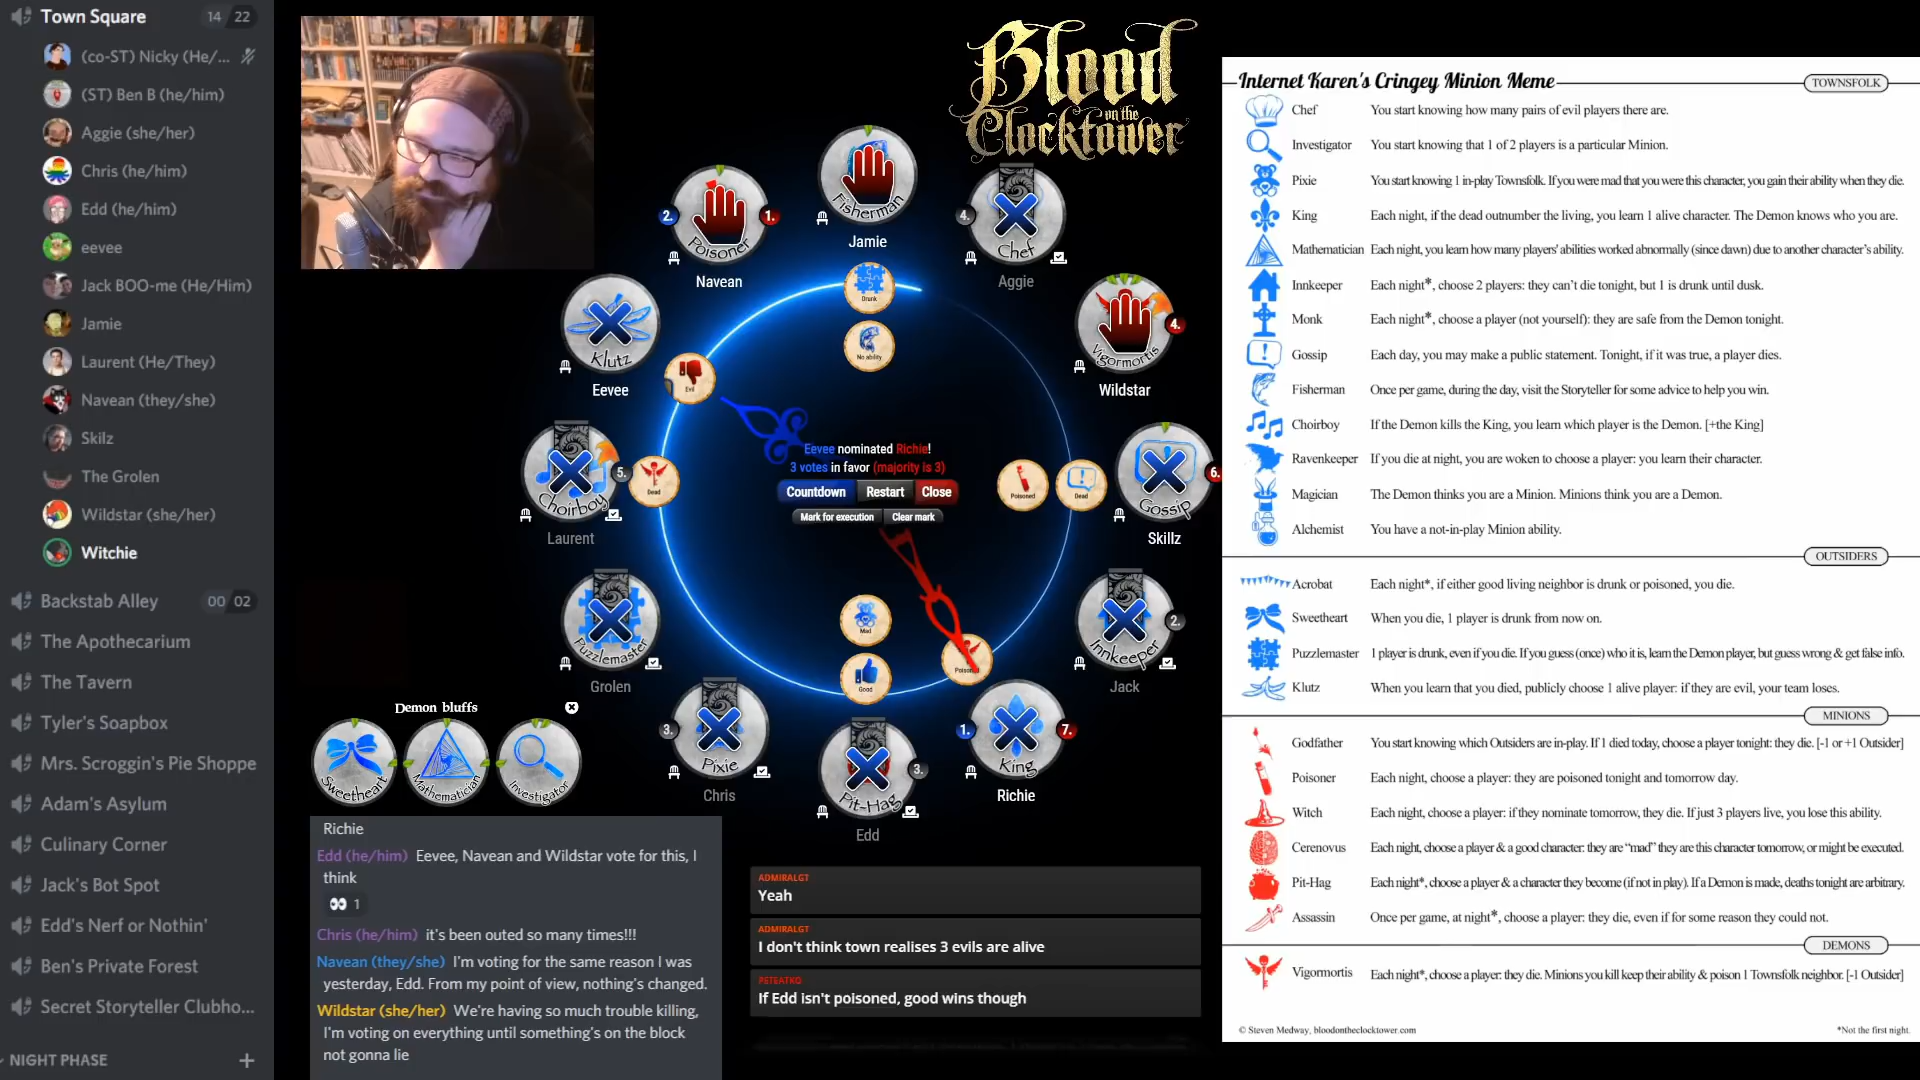 Town Square 14 22
(co-ST) Nicky (He/...
(ST) Ben B (he/him)
Aggie (she/her)
Chris (he/him)
Edd (he/him)
eevee
Jack BOO-me (He/Him)
Jamie
Laurent (He/They)
Navean (they/she)
Skilz
The Grolen
Wildstar (she/her)
Witchie
Backstab Alley 00 02
The Apothecarium
The Tavern
Tyler's Soapbox
Mrs. Scroggin's Pie Shoppe
Adam's Asylum
Culinary Corner
Jack's Bot Spot
Edd's Nerf or Nothin'
Ben's Private Forest
Secret Storyteller Clubho...
NIGHT PHASE +
Blood
on the
Clocktower
Fisherman
Jamie
Drunk
No ability
4.
Chef
Aggie
Vigormortis
4.
Wildstar
6.
Gossip
Skillz
Poisoned
Dead
2.
Innkeeper
Jack
1.
7.
King
Richie
3.
Pit-Hag
Edd
Mad
Good
3.
Pixie
Chris
Puzzlemaster
Grolen
5.
Choirboy
Laurent
Dead
Klutz
Eevee
Evil
2.
1.
Poisoner
Navean
Eevee nominated Richie!
3 votes in favor (majority is 3)
Countdown Restart Close
Mark for execution Clear mark
Demon bluffs
Sweetheart
Mathematician
Investigator
Richie
Edd (he/him) Eevee, Navean and Wildstar vote for this, I
think
1
Chris (he/him) it's been outed so many times!!!
Navean (they/she) I'm voting for the same reason I was
yesterday, Edd. From my point of view, nothing's changed.
Wildstar (she/her) We're having so much trouble killing,
I'm voting on everything until something's on the block
not gonna lie
ADMIRALGT
Yeah
ADMIRALGT
I don't think town realises 3 evils are alive
PETEATKO
If Edd isn't poisoned, good wins though
Internet Karen's Cringey Minion Meme
TOWNSFOLK
Chef You start knowing how many pairs of evil players there are.
Investigator You start knowing that 1 of 2 players is a particular Minion.
Pixie You start knowing 1 in-play Townsfolk. If you were mad that you were this character, you gain their ability when they die.
King Each night, if the dead outnumber the living, you learn 1 alive character. The Demon knows who you are.
Mathematician Each night, you learn how many players' abilities worked abnormally (since dawn) due to another character's ability.
Innkeeper Each night*, choose 2 players: they can't die tonight, but 1 is drunk until dusk.
Monk Each night*, choose a player (not yourself): they are safe from the Demon tonight.
Gossip Each day, you may make a public statement. Tonight, if it was true, a player dies.
Fisherman Once per game, during the day, visit the Storyteller for some advice to help you win.
Choirboy If the Demon kills the King, you learn which player is the Demon. [+the King]
Ravenkeeper If you die at night, you are woken to choose a player: you learn their character.
Magician The Demon thinks you are a Minion. Minions think you are a Demon.
Alchemist You have a not-in-play Minion ability.
OUTSIDERS
Acrobat Each night*, if either good living neighbor is drunk or poisoned, you die.
Sweetheart When you die, 1 player is drunk from now on.
Puzzlemaster 1 player is drunk, even if you die. If you guess (once) who it is, learn the Demon player, but guess wrong & get false info.
Klutz When you learn that you died, publicly choose 1 alive player: if they are evil, your team loses.
MINIONS
Godfather You start knowing which Outsiders are in-play. If 1 died today, choose a player tonight: they die. [-1 or +1 Outsider]
Poisoner Each night, choose a player: they are poisoned tonight and tomorrow day.
Witch Each night, choose a player: if they nominate tomorrow, they die. If just 3 players live, you lose this ability.
Cerenovus Each night, choose a player & a good character: they are "mad" they are this character tomorrow, or might be executed.
Pit-Hag Each night*, choose a player & a character they become (if not in play). If a Demon is made, deaths tonight are arbitrary.
Assassin Once per game, at night*, choose a player: they die, even if for some reason they could not.
DEMONS
Vigormortis Each night*, choose a player: they die. Minions you kill keep their ability & poison 1 Townsfolk neighbor. [-1 Outsider]
© Steven Medway, bloodontheclocktower.com
*Not the first night.